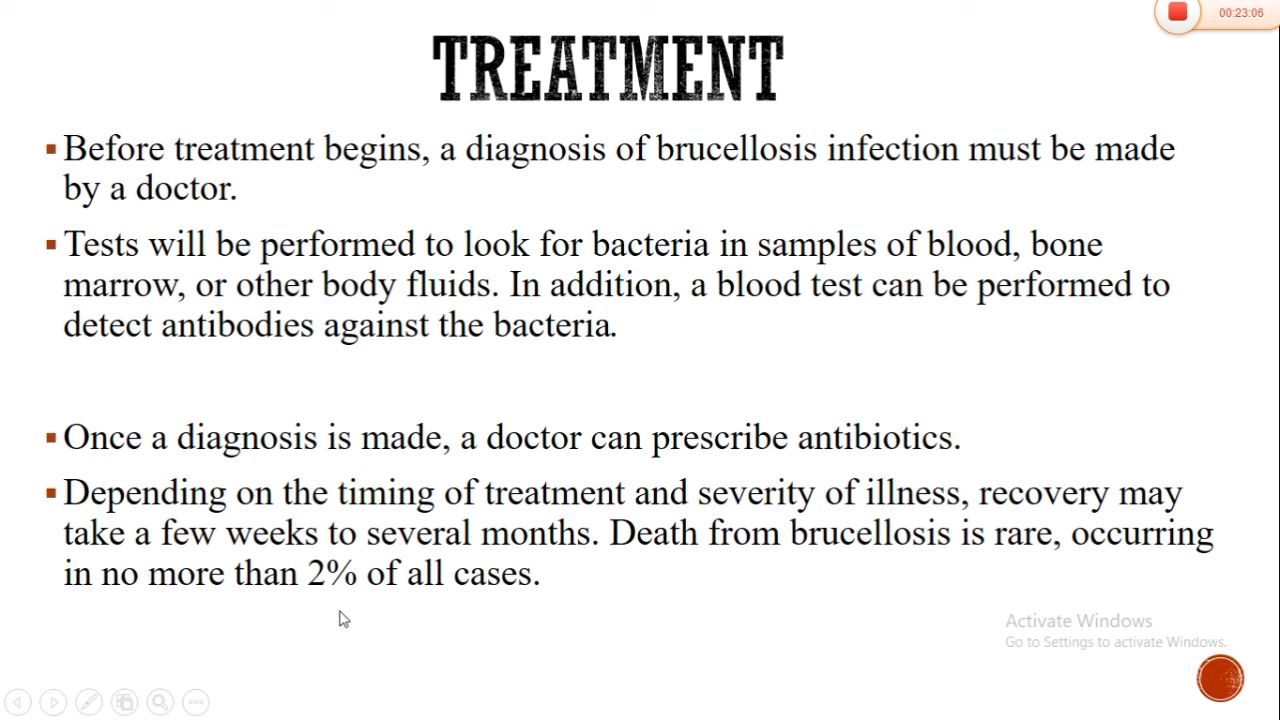 00:23:06
TREATMENT
▪ Before treatment begins, a diagnosis of brucellosis infection must be made
by a doctor.
▪ Tests will be performed to look for bacteria in samples of blood, bone
marrow, or other body fluids. In addition, a blood test can be performed to
detect antibodies against the bacteria.
▪ Once a diagnosis is made, a doctor can prescribe antibiotics.
▪ Depending on the timing of treatment and severity of illness, recovery may
take a few weeks to several months. Death from brucellosis is rare, occurring
in no more than 2% of all cases.
Activate Windows
Go to Settings to activate Windows.